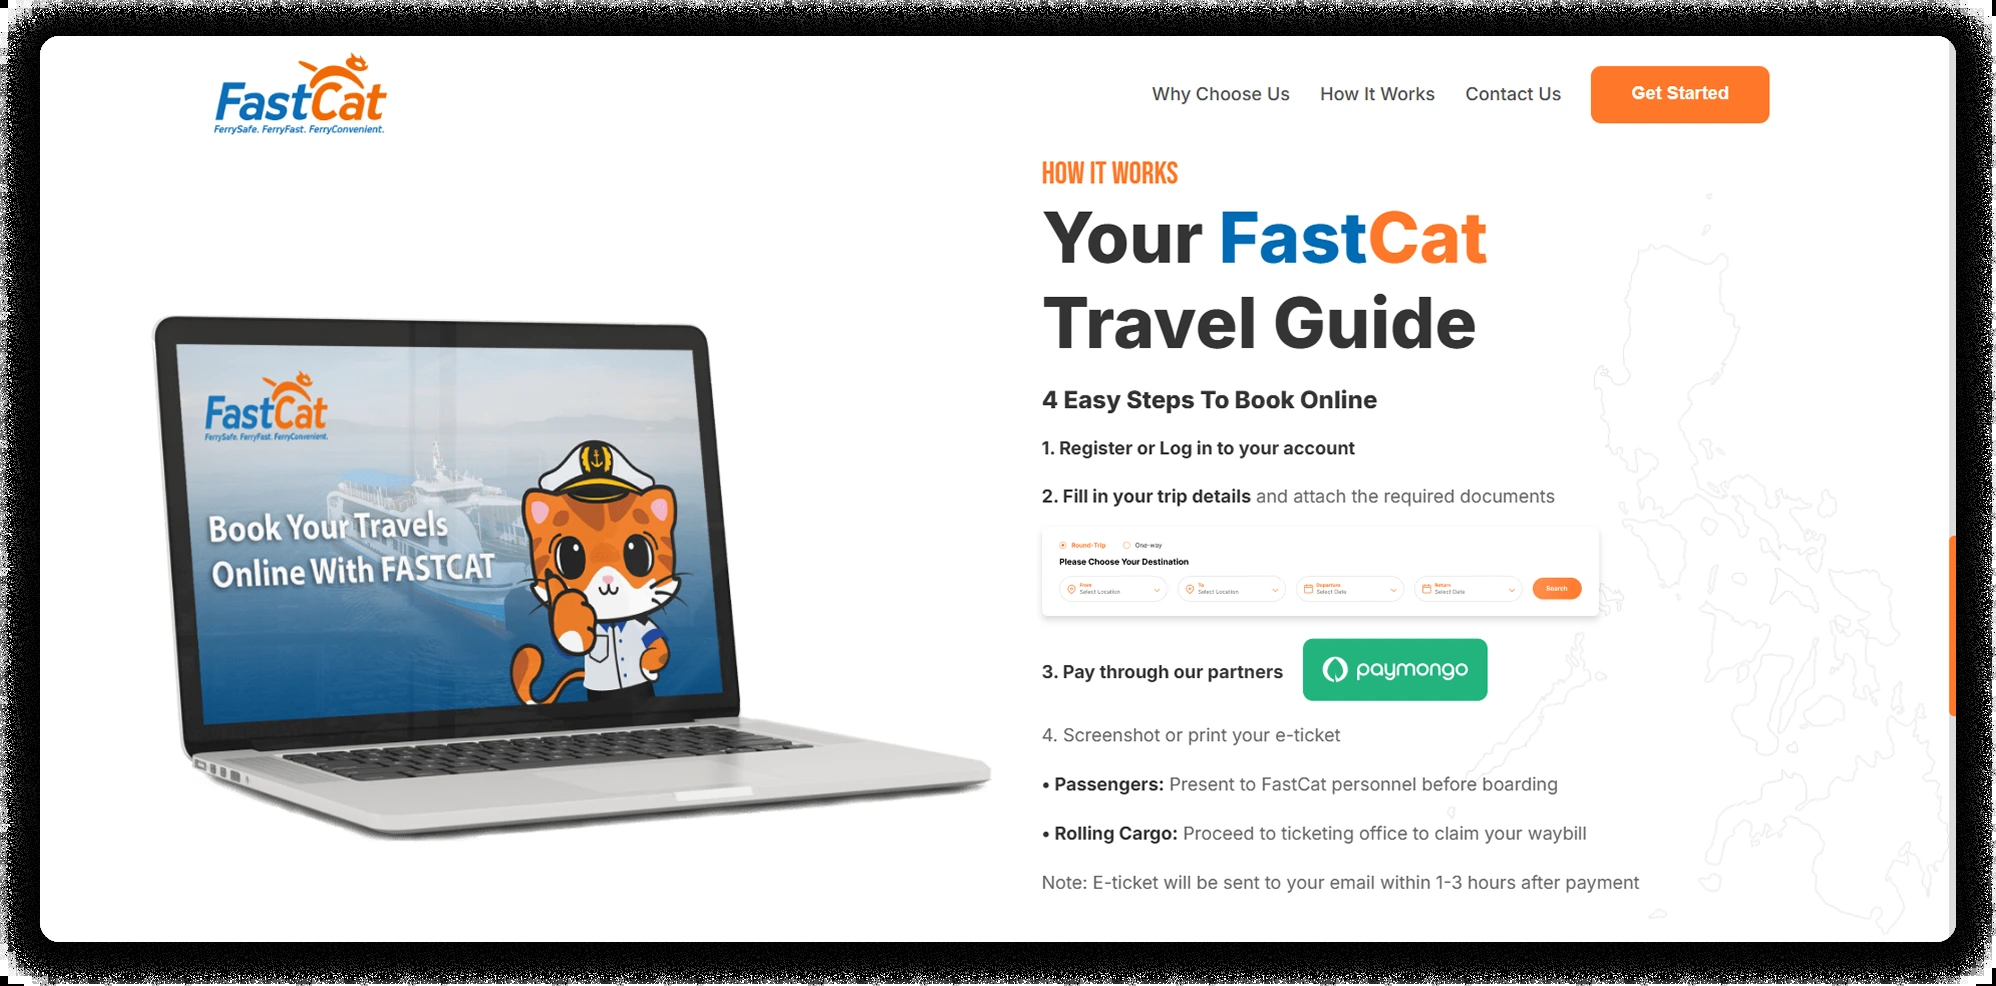 FastCat
FerrySafe. FerryFast. FerryConvenient.
Why Choose Us
How It Works
Contact Us
Get Started
FastCat
FerrySafe. FerryFast. FerryConvenient.
Book Your Travels
Online With FASTCAT
HOW IT WORKS
Your FastCat
Travel Guide
4 Easy Steps To Book Online
1. Register or Log in to your account
2. Fill in your trip details and attach the required documents
Round-Trip
One-way
Please Choose Your Destination
From
Select Location
To
Select Location
Departure
Select Date
Return
Select Date
Search
3. Pay through our partners
paymongo
4. Screenshot or print your e-ticket
• Passengers: Present to FastCat personnel before boarding
• Rolling Cargo: Proceed to ticketing office to claim your waybill
Note: E-ticket will be sent to your email within 1-3 hours after payment